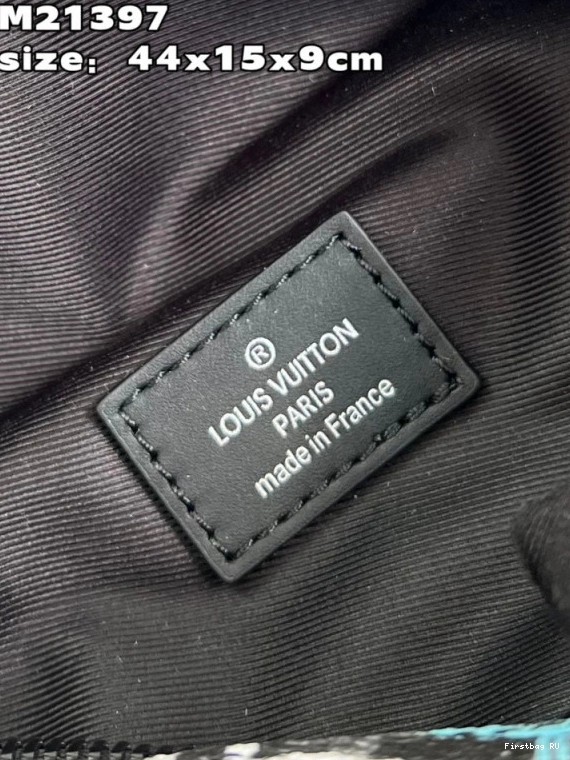 M21397
size： 44x15x9cm
®
LOUIS VUITTON
PARIS
made in France
Firstbag RU